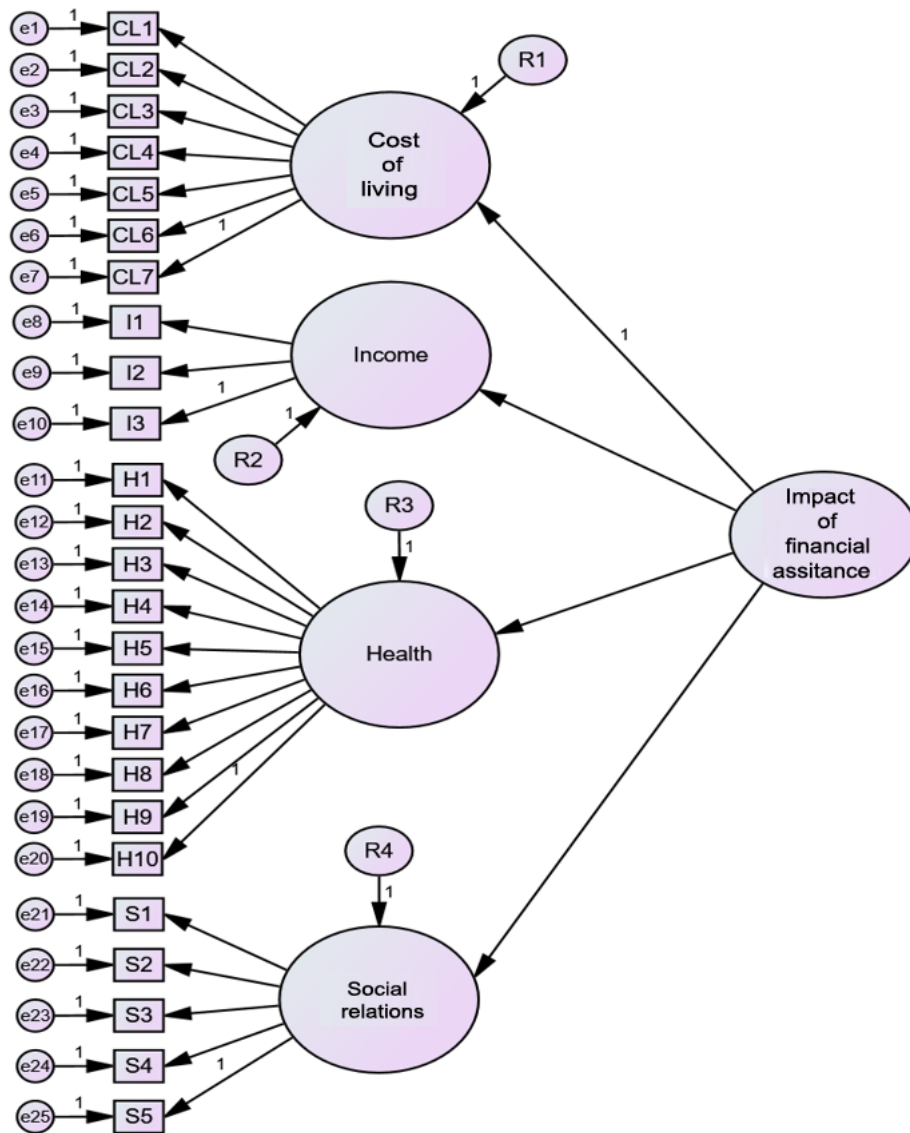 e1 1 CL1
e2 1 CL2
e3 1 CL3
e4 1 CL4
e5 1 CL5
e6 1 CL6
e7 1 CL7
1
R1
1
Cost
of
living
1
e8 1 I1
e9 1 I2
e10 1 I3
1
Income
R2
1
e11 1 H1
e12 1 H2
e13 1 H3
e14 1 H4
e15 1 H5
e16 1 H6
e17 1 H7
e18 1 H8
e19 1 H9
e20 1 H10
1
R3
1
Health
Impact
of
financial
assitance
e21 1 S1
e22 1 S2
e23 1 S3
e24 1 S4
e25 1 S5
1
R4
1
Social
relations